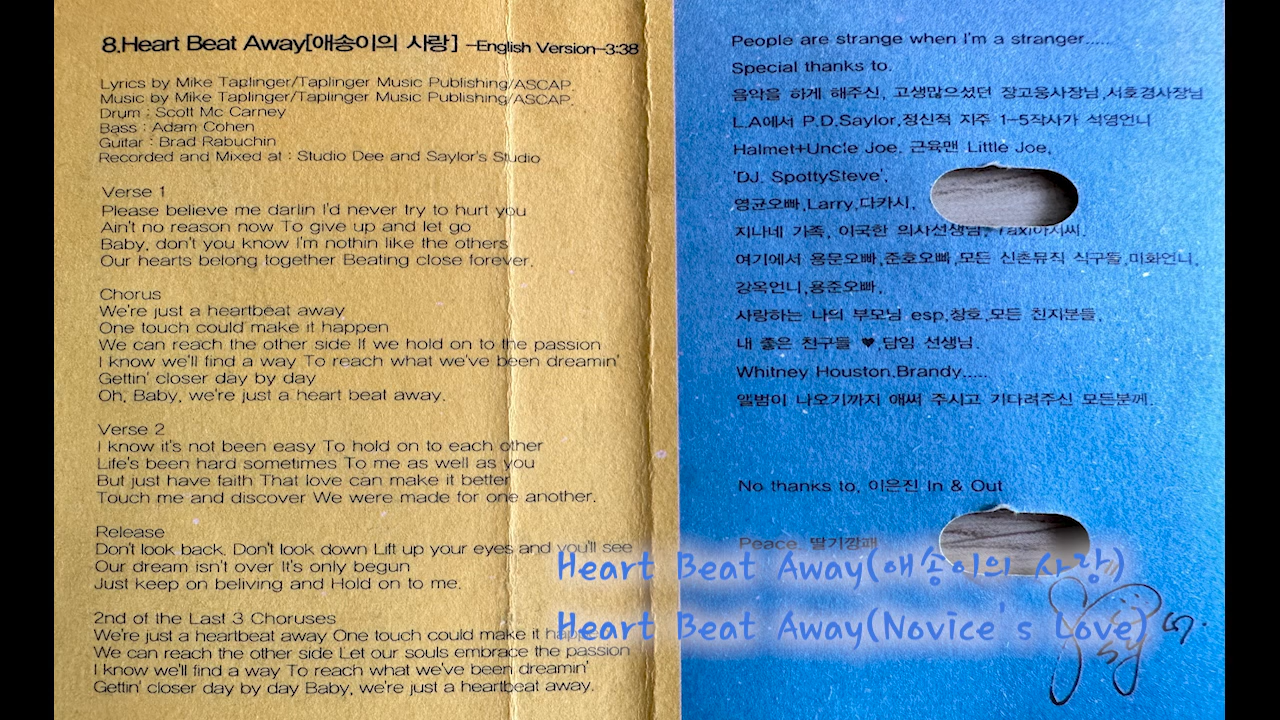 8.Heart Beat Away[애송이의 사랑] -English Version-3:38
Lyrics by Mike Taplinger/Taplinger Music Publishing/ASCAP.
Music by Mike Taplinger/Taplinger Music Publishing/ASCAP.
Drum : Scott Mc Carney
Bass : Adam Cohen
Guitar : Brad Rabuchin
Recorded and Mixed at : Studio Dee and Saylor's Studio
Verse 1
Please believe me darlin I'd never try to hurt you
Ain't no reason now To give up and let go
Baby, don't you know I'm nothin like the others
Our hearts belong together Beating close forever.
Chorus
We're just a heartbeat away
One touch could make it happen
We can reach the other side If we hold on to the passion
I know we'll find a way To reach what we've been dreamin'
Gettin' closer day by day
Oh, Baby, we're just a heart beat away.
Verse 2
I know it's not been easy To hold on to each other
Life's been hard sometimes To me as well as you
But just have faith That love can make it better
Touch me and discover We were made for one another.
Release
Don't look back, Don't look down Lift up your eyes and you'll see
Our dream isn't over It's only begun
Just keep on beliving and Hold on to me.
2nd of the Last 3 Choruses
We're just a hearlbeat away One touch could make it happen
We can reach the other side Let our souls embrace the passion
I know we'll find a way To reach what we've been dreamin'
Gettin' closer day by day Baby, we're just a heartbeat away.
People are strange when I'm a stranger......
Special thanks to.
음악을 하게 해주신, 고생많으셨던 장고웅사장님,서호경사장님
L.A에서 P.D.Saylor,정신적 지주 1-5작사가 석영언니
Halmet+Uncle Joe, 근육맨 Little Joe,
'DJ. SpottySteve',
영균오빠,Larry,다카시,
지나네 가족, 이국한 의사선생님, Taxi아저씨.
여기에서 용문오빠,준호오빠,모든 신촌뮤직 식구들,미화언니,
강옥언니,용준오빠,
사랑하는 나의 부모님 esp,창호,모든 친지분들,
내 좋은 친구들 ♥,담임 선생님.
Whitney Houston,Brandy.....
앨범이 나오기까지 애써 주시고 기다려주신 모든분께.
No thanks to, 이은진 In & Out
Peace, 딸기깡패
Heart Beat Away(애송이의 사랑)
Heart Beat Away(Novice's Love)